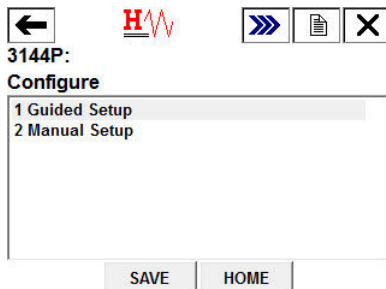 H
3144P:
Configure
1 Guided Setup
2 Manual Setup
SAVE HOME